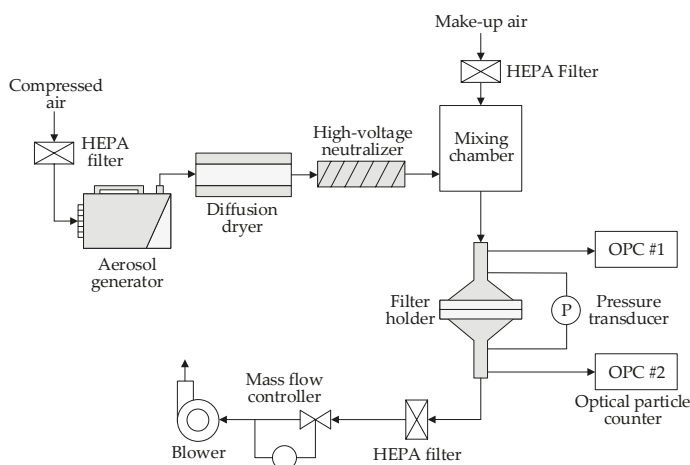 Make-up air
HEPA Filter
Compressed
air
HEPA
filter
High-voltage
neutralizer
Mixing
chamber
Diffusion
dryer
Aerosol
generator
OPC #1
Filter
holder
P
Pressure
transducer
OPC #2
Optical particle
counter
Mass flow
controller
Blower
HEPA filter